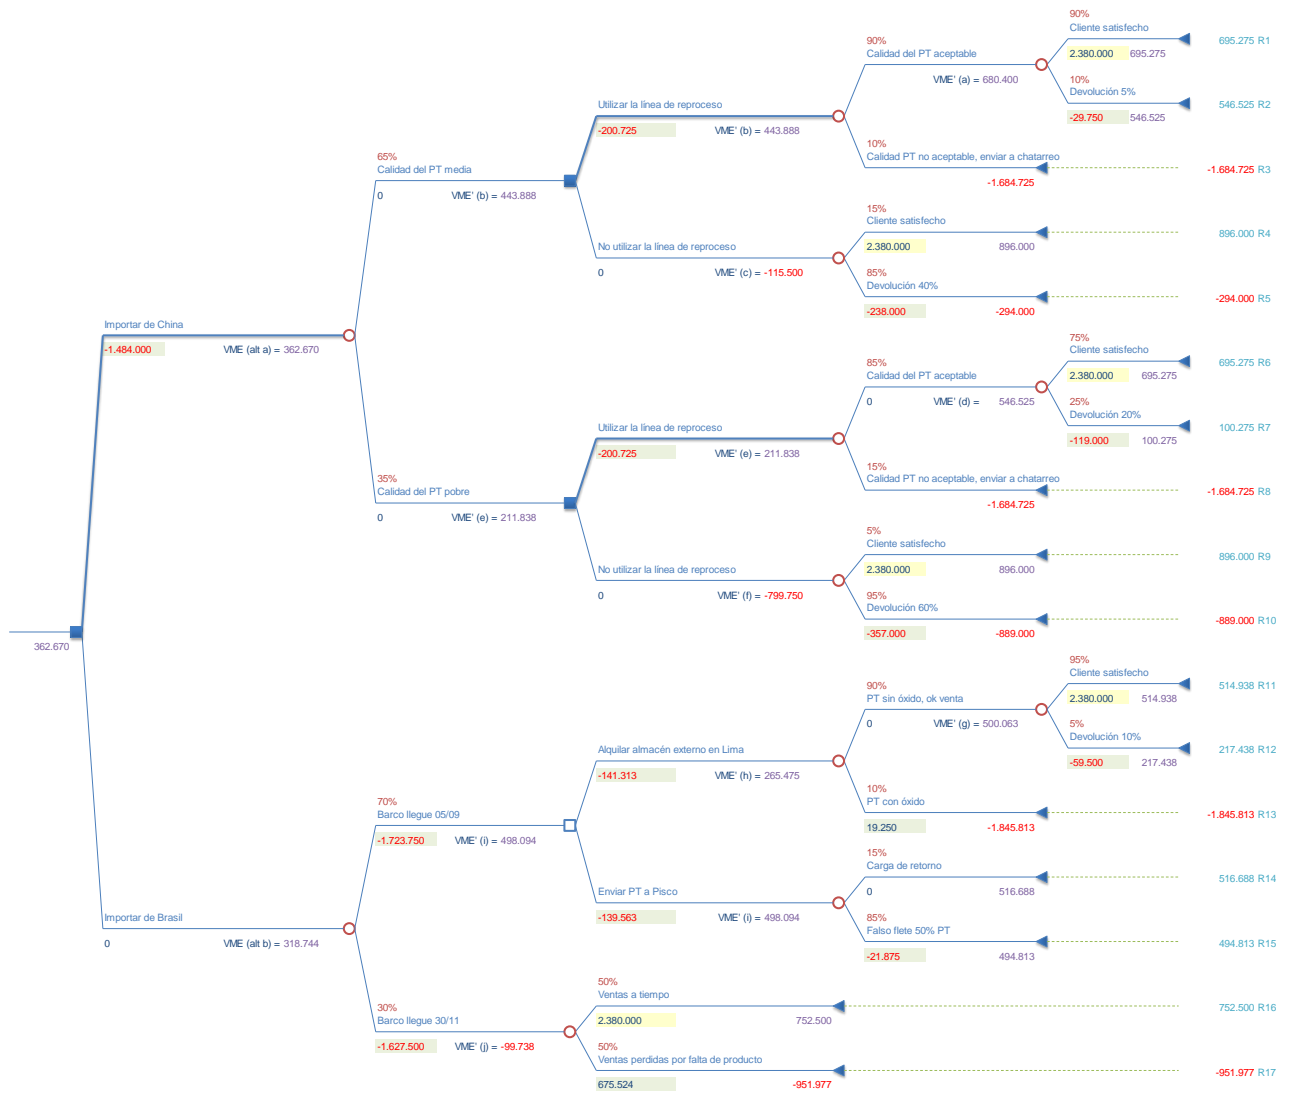 90%
Cliente satisfecho
695.275 R1
2.380.000 695.275
90%
Calidad del PT aceptable
VME' (a) = 680.400
10%
Devolución 5%
546.525 R2
-29.750 546.525
Utilizar la línea de reproceso
-200.725 VME' (b) = 443.888
10%
Calidad PT no aceptable, enviar a chatarreo
-1.684.725 R3
-1.684.725
65%
Calidad del PT media
0 VME' (b) = 443.888
15%
Cliente satisfecho
896.000 R4
2.380.000 896.000
No utilizar la línea de reproceso
0 VME' (c) = -115.500
85%
Devolución 40%
-294.000 R5
-238.000 -294.000
Importar de China
-1.484.000 VME (alt a) = 362.670
75%
Cliente satisfecho
695.275 R6
2.380.000 695.275
85%
Calidad del PT aceptable
0 VME' (d) = 546.525
25%
Devolución 20%
100.275 R7
-119.000 100.275
Utilizar la línea de reproceso
-200.725 VME' (e) = 211.838
15%
Calidad PT no aceptable, enviar a chatarreo
-1.684.725 R8
-1.684.725
35%
Calidad del PT pobre
0 VME' (e) = 211.838
5%
Cliente satisfecho
896.000 R9
2.380.000 896.000
No utilizar la línea de reproceso
0 VME' (f) = -799.750
95%
Devolución 60%
-889.000 R10
-357.000 -889.000
362.670
95%
Cliente satisfecho
514.938 R11
2.380.000 514.938
90%
PT sin óxido, ok venta
0 VME' (g) = 500.063
5%
Devolución 10%
217.438 R12
-59.500 217.438
Alquilar almacén externo en Lima
-141.313 VME' (h) = 265.475
10%
PT con óxido
-1.845.813 R13
19.250 -1.845.813
70%
Barco llegue 05/09
-1.723.750 VME' (i) = 498.094
15%
Carga de retorno
516.688 R14
0 516.688
Enviar PT a Pisco
-139.563 VME' (i) = 498.094
85%
Falso flete 50% PT
494.813 R15
-21.875 494.813
Importar de Brasil
0 VME (alt b) = 318.744
50%
Ventas a tiempo
752.500 R16
2.380.000 752.500
30%
Barco llegue 30/11
-1.627.500 VME' (j) = -99.738
50%
Ventas perdidas por falta de producto
-951.977 R17
675.524 -951.977